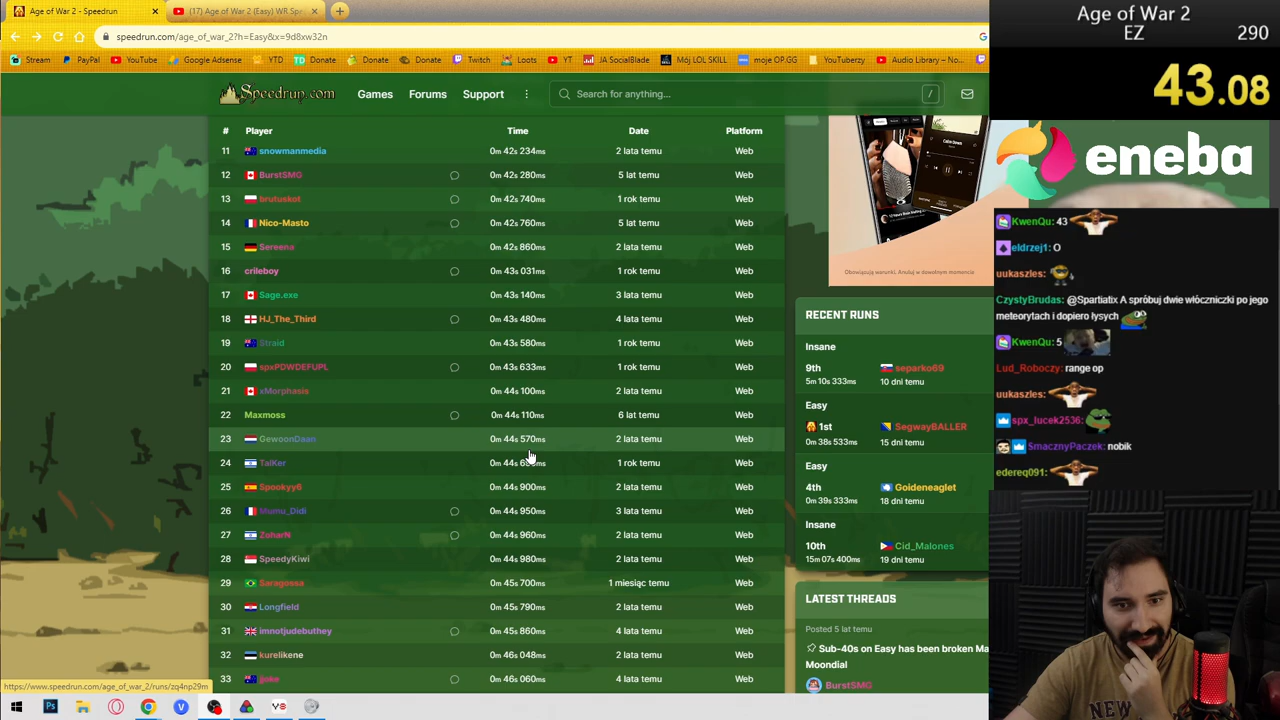 Age of War 2 - Speedrun
(17) Age of War 2 (Easy) WR Spe
speedrun.com/age_of_war_2?h=Easy&x=9d8xw32n
Stream PayPal YouTube Google Adsense YTD Donate Donate Donate Twitch Loots YT JA SocialBlade Mój LOL SKILL moje OP.GG YouTuberzy Audio Library – No...
Speedrun.com
Games Forums Support
Search for anything...
/
# Player Time Date Platform
11 snowmanmedia 0m 42s 234ms 2 lata temu Web
12 BurstSMG 0m 42s 280ms 5 lat temu Web
13 brutuskot 0m 42s 740ms 1 rok temu Web
14 Nico-Masto 0m 42s 760ms 5 lat temu Web
15 Sereena 0m 42s 860ms 2 lata temu Web
16 crileboy 0m 43s 031ms 1 rok temu Web
17 Sage.exe 0m 43s 140ms 3 lata temu Web
18 HJ_The_Third 0m 43s 480ms 4 lata temu Web
19 Straid 0m 43s 580ms 1 rok temu Web
20 spxPDWDEFUPL 0m 43s 633ms 1 rok temu Web
21 xMorphasis 0m 44s 100ms 2 lata temu Web
22 Maxmoss 0m 44s 110ms 6 lat temu Web
23 GewoonDaan 0m 44s 570ms 2 lata temu Web
24 TalKer 0m 44s 1 rok temu Web
25 Spookyy6 0m 44s 900ms 2 lata temu Web
26 Mumu_Didi 0m 44s 950ms 3 lata temu Web
27 ZoharN 0m 44s 960ms 2 lata temu Web
28 SpeedyKiwi 0m 44s 980ms 2 lata temu Web
29 Saragossa 0m 45s 700ms 1 miesiąc temu Web
30 Longfield 0m 45s 790ms 2 lata temu Web
31 imnotjudebuthey 0m 45s 860ms 4 lata temu Web
32 kurelikene 0m 46s 048ms 2 lata temu Web
33 jjoke 0m 46s 060ms 4 lata temu Web
https://www.speedrun.com/age_of_war_2/runs/zq4np29m
Obowiązują warunki. Anuluj w dowolnym momencie
RECENT RUNS
Insane
9th separko69
5m 10s 333ms 10 dni temu
Easy
1st SegwayBALLER
0m 38s 533ms 15 dni temu
Easy
4th Goideneaglet
0m 39s 333ms 18 dni temu
Insane
10th Cid_Malones
15m 07s 400ms 19 dni temu
LATEST THREADS
Posted 5 lat temu
Sub-40s on Easy has been broken Ma
Moondial
BurstSMG
Age of War 2
EZ 290
43.08
eneba
KwenQu: 43
eldrzej1: O
uukaszles:
CzystyBrudas: @Spartiatix A spróbuj dwie włóczniczki po jego
meteorytach i dopiero łysych
KwenQu: 5
Lud_Roboczy: range op
uukaszles:
spx_lucek2536:
SmacznyPaczek: nobik
edereq091:
NEW